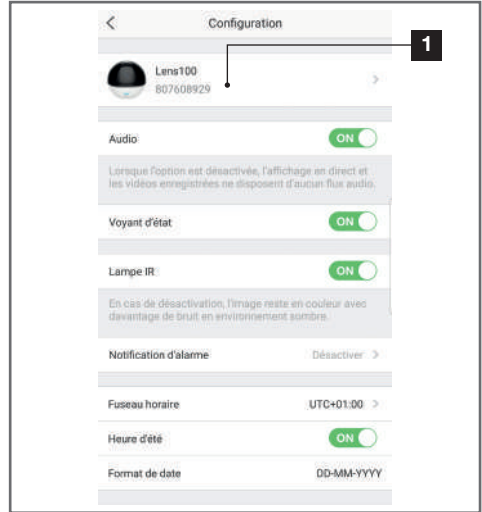 Configuration
1
Lens100
807608929
Audio
ON
Lorsque l'option est désactivée, l'affichage en direct et
les vidéos enregistrées ne disposent d'aucun flux audio.
Voyant d'état
ON
Lampe IR
ON
En cas de désactivation, l'image reste en couleur avec
davantage de bruit en environnement sombre.
Notification d'alarme
Désactiver
Fuseau horaire
UTC+01:00
Heure d'été
ON
Format de date
DD-MM-YYYY